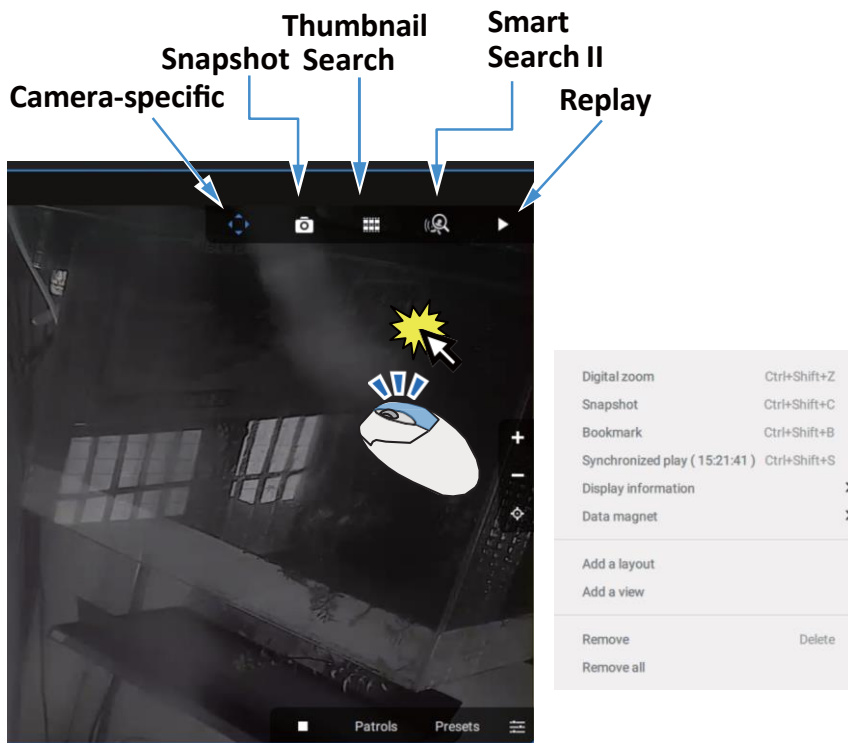 Thumbnail
Search
Smart
Search II
Snapshot
Camera-specific
Replay
Patrols
Presets
Digital zoom Ctrl+Shift+Z
Snapshot Ctrl+Shift+C
Bookmark Ctrl+Shift+B
Synchronized play ( 15:21:41 ) Ctrl+Shift+S
Display information
Data magnet
Add a layout
Add a view
Remove Delete
Remove all